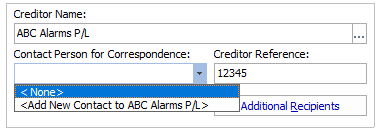 Creditor Name:
ABC Alarms P/L
...
Contact Person for Correspondence:
Creditor Reference:
12345
< None>
<Add New Contact to ABC Alarms P/L>
Additional Recipients